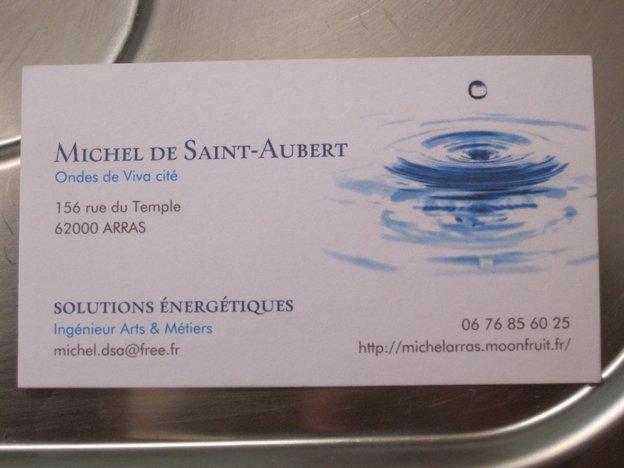 MICHEL DE SAINT-AUBERT
Ondes de Viva cité
156 rue du Temple
62000 ARRAS
SOLUTIONS ÉNERGÉTIQUES
Ingénieur Arts & Métiers
michel.dsa@free.fr
06 76 85 60 25
http://michelarras.moonfruit.fr/